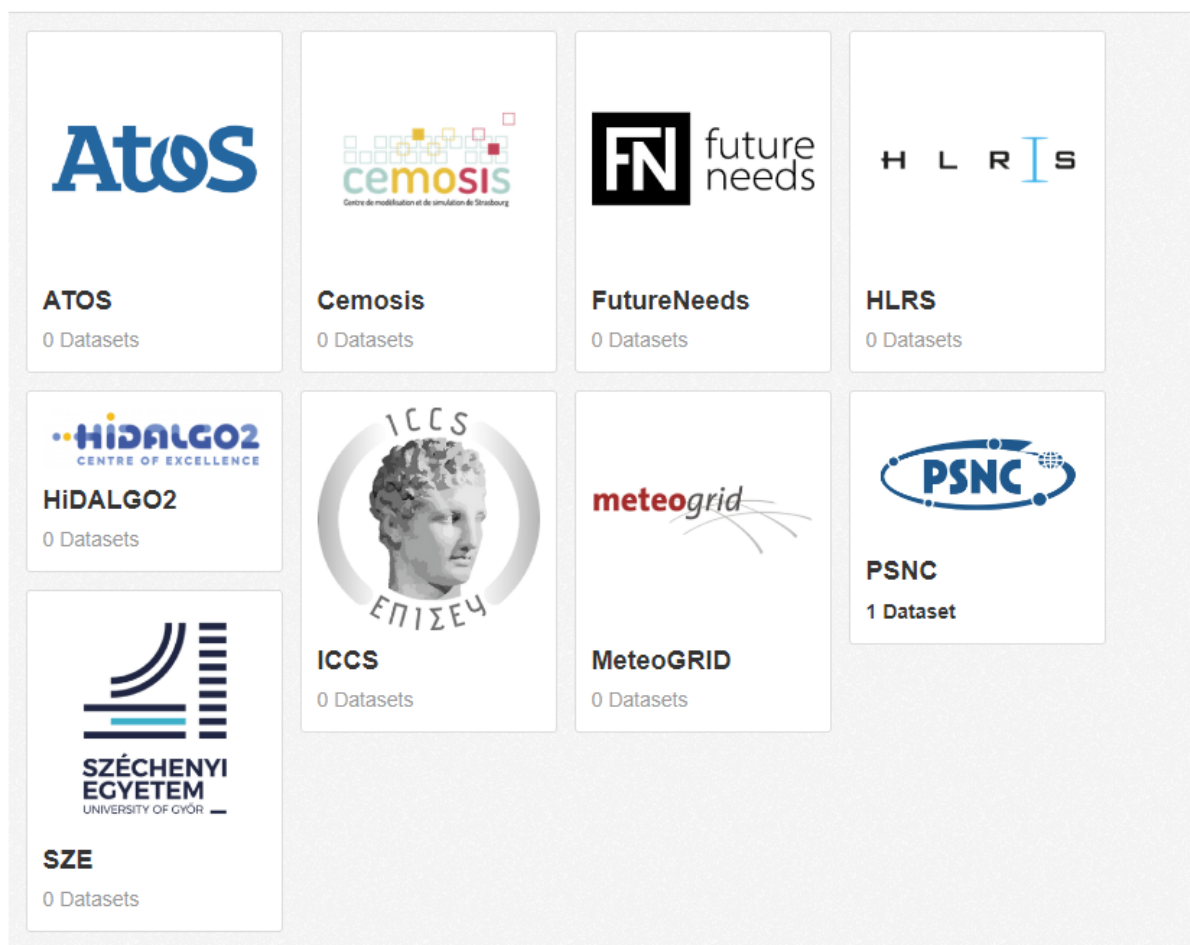 Atos
cemosis
Centre de modélisation et de simulation de Strasbourg
FN future
needs
H L R I S
ATOS
0 Datasets
Cemosis
0 Datasets
FutureNeeds
0 Datasets
HLRS
0 Datasets
HiDALGO2
CENTRE OF EXCELLENCE
HiDALGO2
0 Datasets
ICCS
ΕΠΙΣΕΥ
ICCS
0 Datasets
meteogrid
MeteoGRID
0 Datasets
PSNC
PSNC
1 Dataset
SZÉCHENYI
EGYETEM
UNIVERSITY OF GYŐR
SZE
0 Datasets